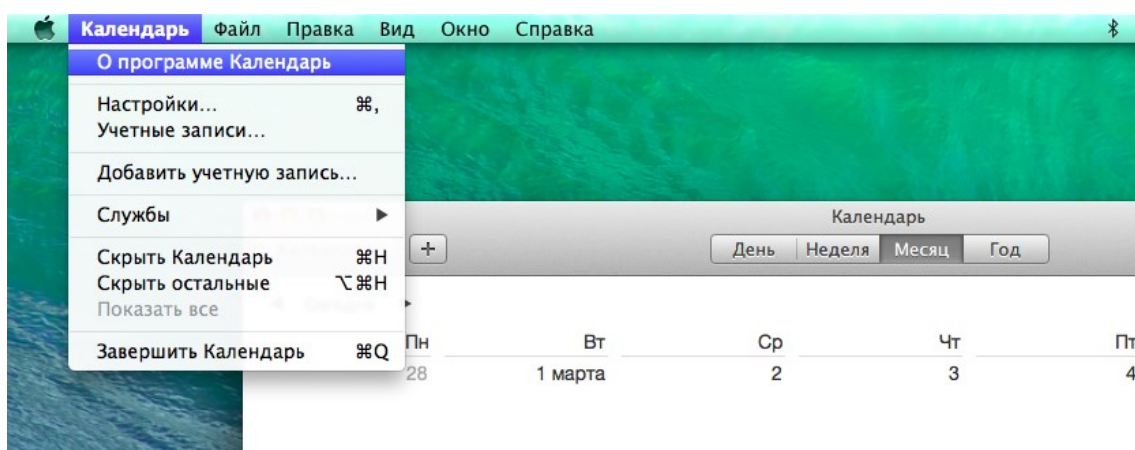 Календарь Файл Правка Вид Окно Справка
О программе Календарь
Настройки... ⌘,
Учетные записи...
Добавить учетную запись...
Службы ▶
Скрыть Календарь ⌘H
Скрыть остальные ⌥⌘H
Показать все
Завершить Календарь ⌘Q
Календарь
+ День Неделя Месяц Год
Пн Вт Ср Чт Пт
28 1 марта 2 3 4